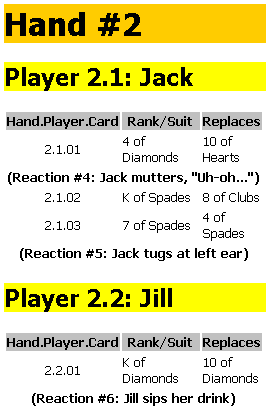 Hand #2
Player 2.1: Jack
Hand.Player.Card Rank/Suit Replaces
2.1.01 4 of Diamonds 10 of Hearts
(Reaction #4: Jack mutters, "Uh-oh...")
2.1.02 K of Spades 8 of Clubs
2.1.03 7 of Spades 4 of Spades
(Reaction #5: Jack tugs at left ear)
Player 2.2: Jill
Hand.Player.Card Rank/Suit Replaces
2.2.01 K of Diamonds 10 of Diamonds
(Reaction #6: Jill sips her drink)